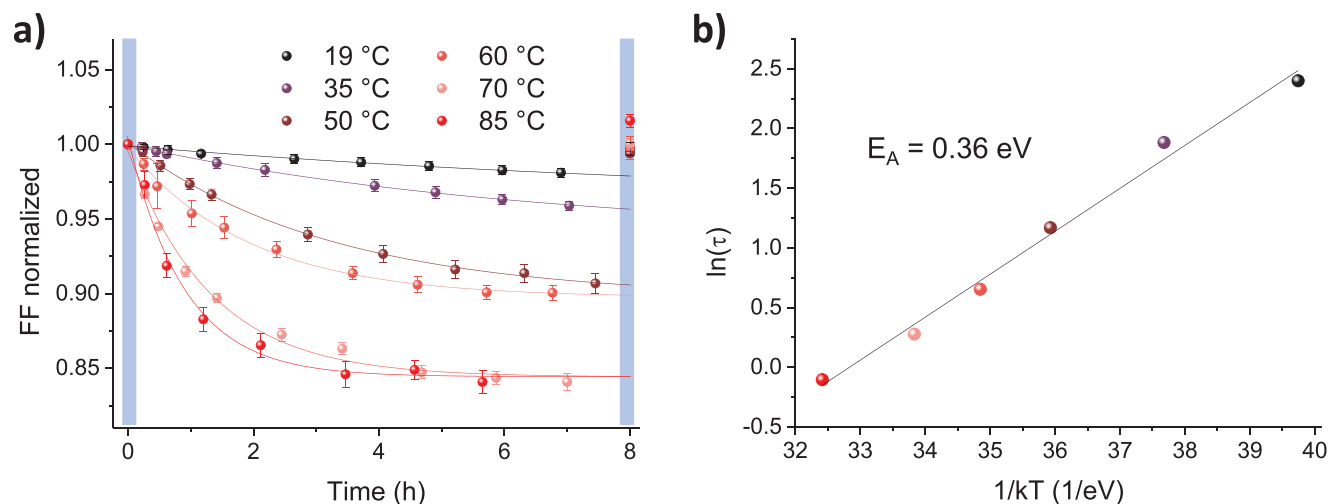 a)
19 °C
60 °C
35 °C
70 °C
50 °C
85 °C
1.05
1.00
0.95
0.90
0.85
FF normalized
0
2
4
6
8
Time (h)
b)
E_A = 0.36 eV
2.5
2.0
1.5
1.0
0.5
0.0
-0.5
ln(τ)
32
33
34
35
36
37
38
39
40
1/kT (1/eV)